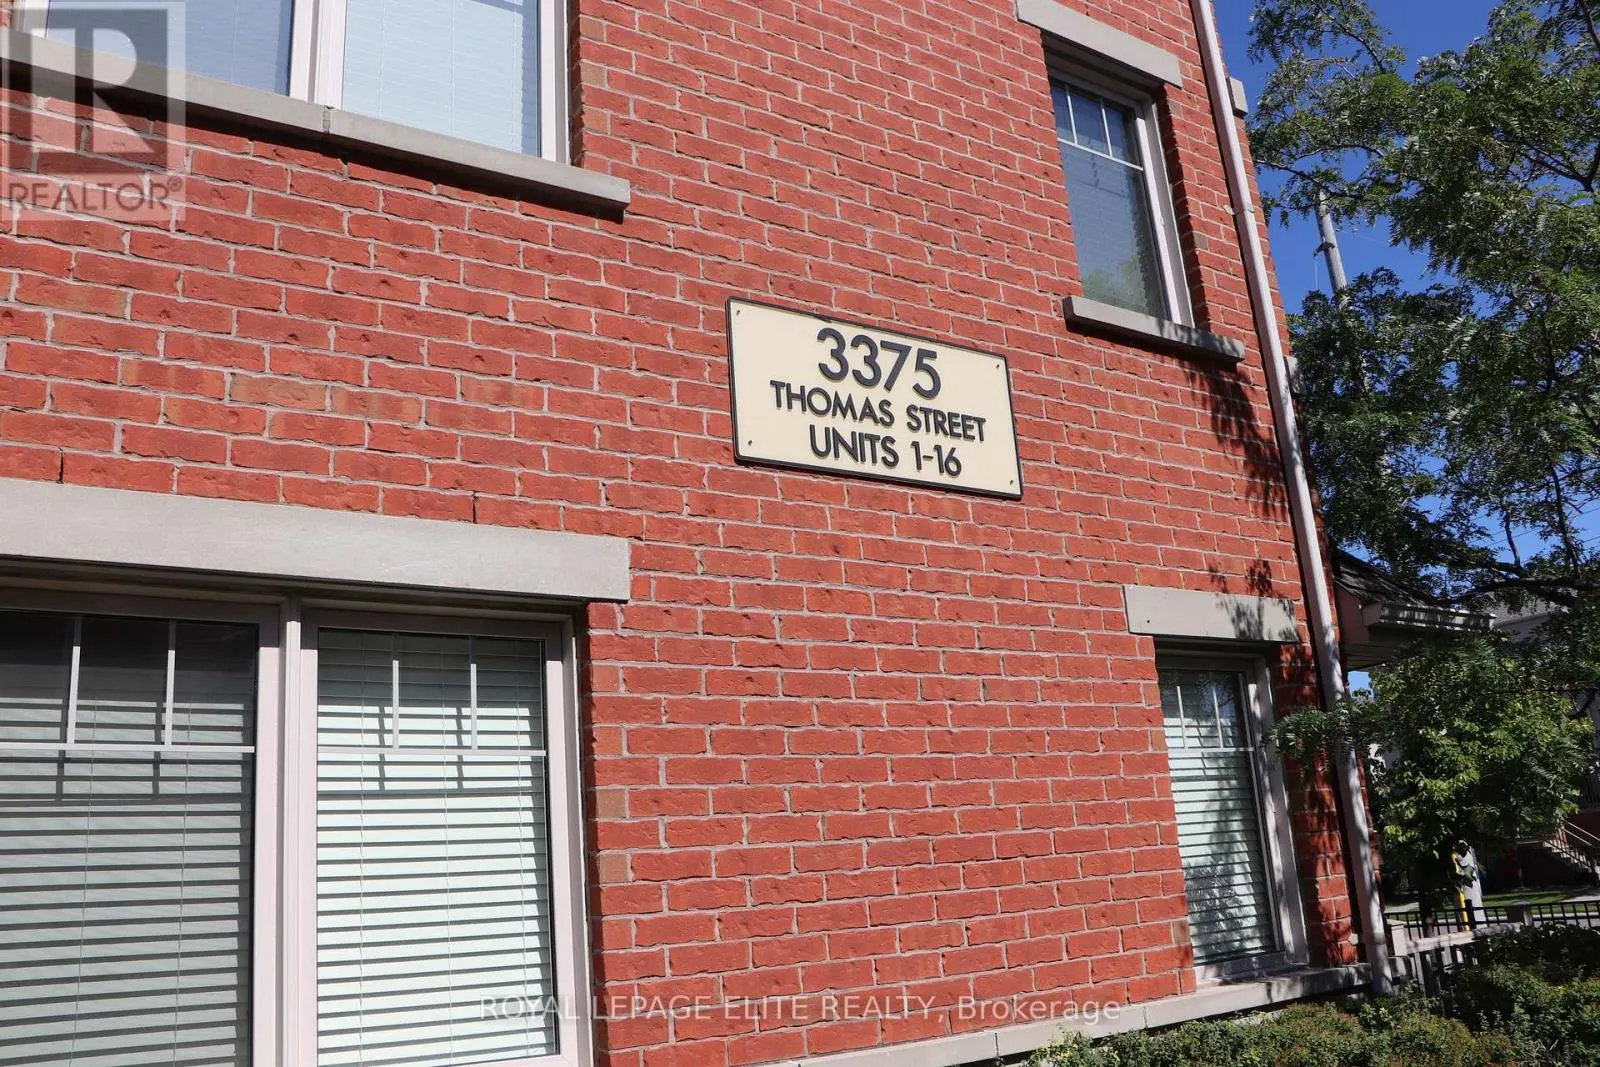 R
REALTOR®
3375
THOMAS STREET
UNITS 1-16
ROYAL LEPAGE ELITE REALTY, Brokerage